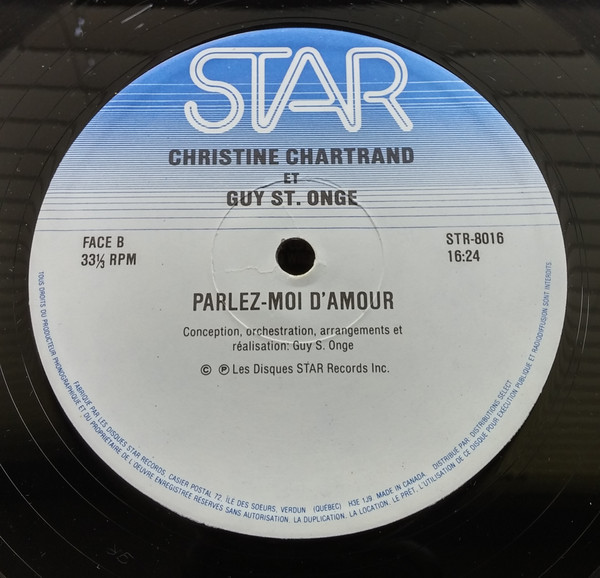 STAR
CHRISTINE CHARTRAND
ET
GUY ST. ONGE
FACE B
33⅓ RPM
STR-8016
16:24
PARLEZ-MOI D'AMOUR
Conception, orchestration, arrangements et
réalisation: Guy S. Onge
© ℗ Les Disques STAR Records Inc.
FABRIQUÉ PAR LES DISQUES STAR RECORDS, CASIER POSTAL 72, ÎLE DES SOEURS, VERDUN (QUÉBEC) H3E 1J9 MADE IN CANADA DISTRIBUÉ PAR: DISTRIBUTIONS SELECT
TOUS DROITS DU PRODUCTEUR PHONOGRAPHIQUE ET DU PROPRIÉTAIRE DE L'OEUVRE ENREGISTRÉE RÉSERVÉS SANS AUTORISATION. LA DUPLICATION. LA LOCATION. LE PRÊT. L'UTILISATION DE CE DISQUE POUR EXÉCUTION PUBLIQUE ET RADIODIFFUSION SONT INTERDITS